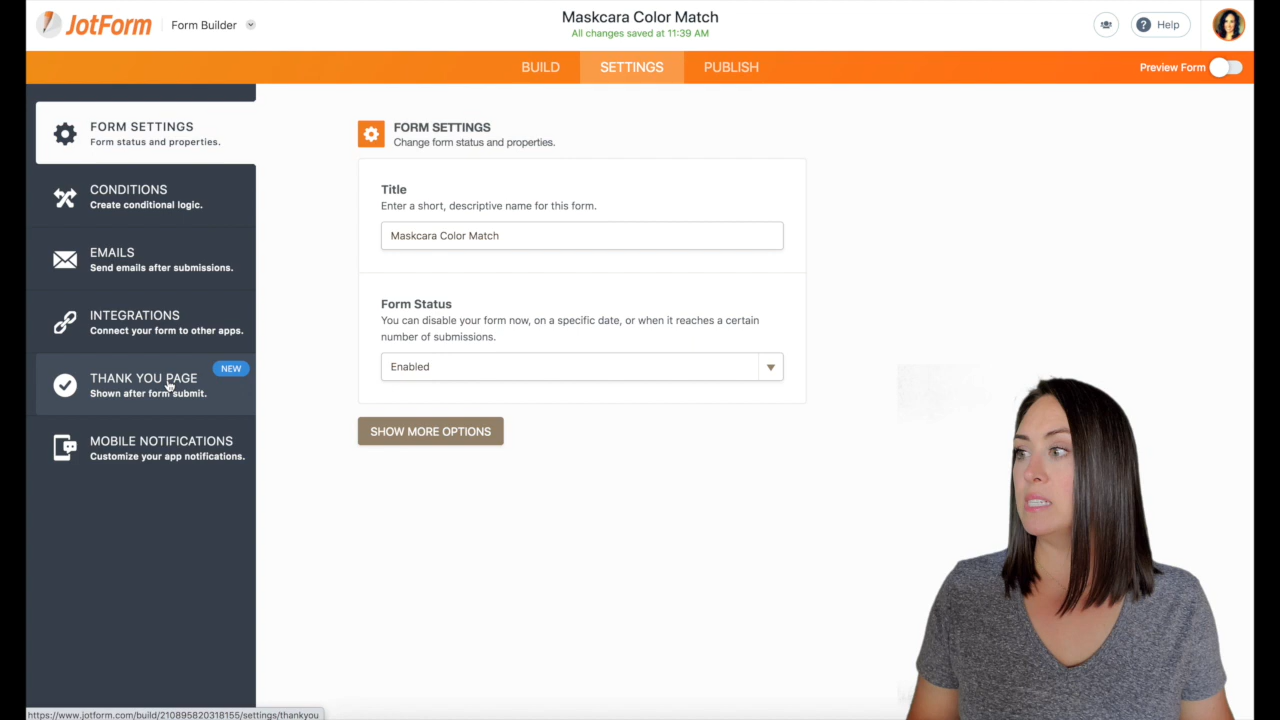 JotForm
Form Builder
Maskcara Color Match
All changes saved at 11:39 AM
Help
BUILD
SETTINGS
PUBLISH
Preview Form
FORM SETTINGS
Form status and properties.
CONDITIONS
Create conditional logic.
EMAILS
Send emails after submissions.
INTEGRATIONS
Connect your form to other apps.
NEW
THANK YOU PAGE
Shown after form submit.
MOBILE NOTIFICATIONS
Customize your app notifications.
FORM SETTINGS
Change form status and properties.
Title
Enter a short, descriptive name for this form.
Maskcara Color Match
Form Status
You can disable your form now, on a specific date, or when it reaches a certain
number of submissions.
Enabled
SHOW MORE OPTIONS
https://www.jotform.com/build/210895820318155/settings/thankyou